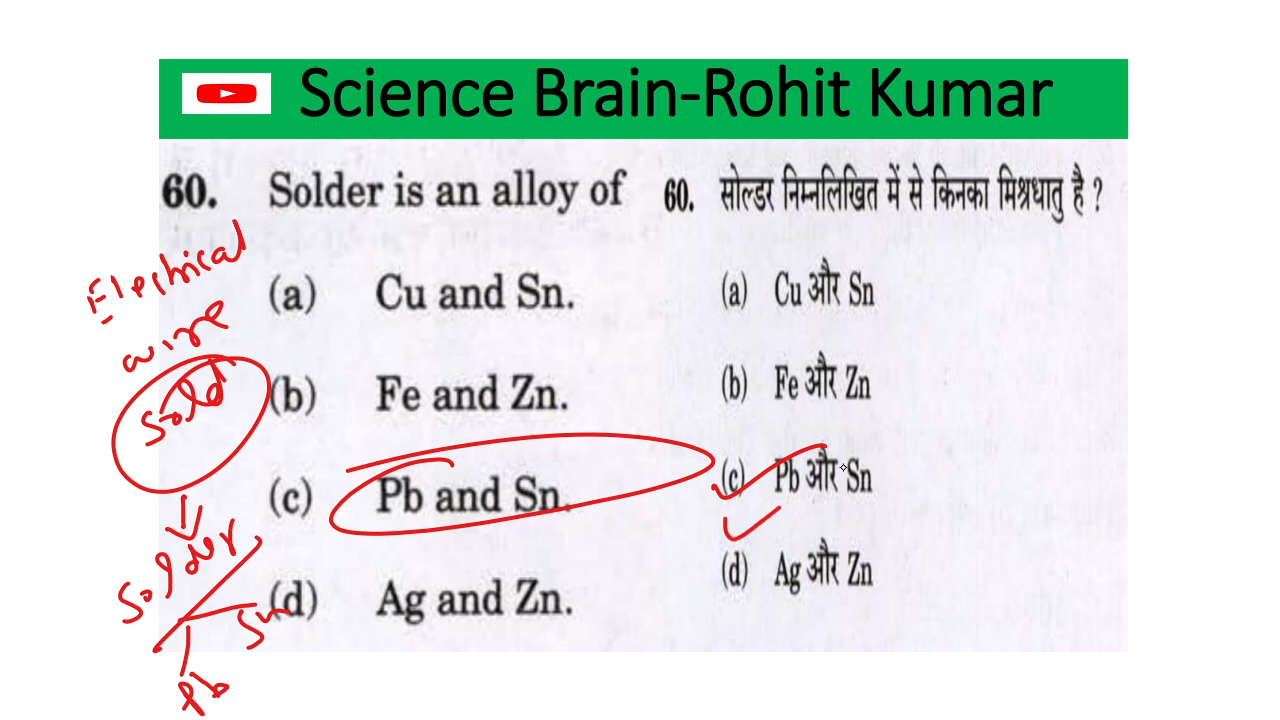 Science Brain-Rohit Kumar
60. Solder is an alloy of
(a) Cu and Sn.
(b) Fe and Zn.
(c) Pb and Sn.
(d) Ag and Zn.
60. सोल्डर निम्नलिखित में से किनका मिश्रधातु है ?
(a) Cu और Sn
(b) Fe और Zn
(c) Pb और Sn
(d) Ag और Zn
wire
Sold
Solder
Sn
Pb